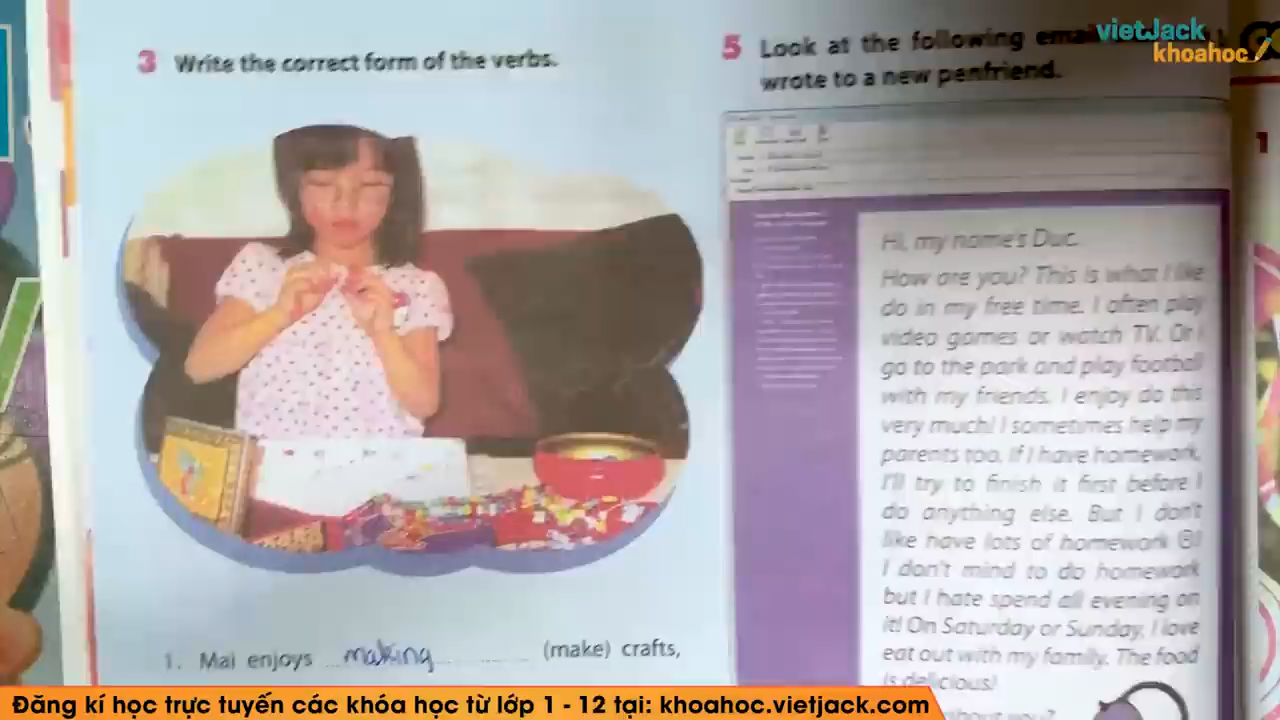 3 Write the correct form of the verbs.
1. Mai enjoys making (make) crafts,
5 Look at the following
wrote to a new penfriend.
Hi, my name's Duc.
How are you? This is what I like
do in my free time. I often play
video games or watch TV. Or I
go to the park and play football
with my friends. I enjoy do this
very much! I sometimes help my
parents too. If I have homework,
I'll try to finish it first before I
do anything else. But I don't
like have lots of homework ☹!
I don't mind to do homework
but I hate spend all evening on
it! On Saturday or Sunday, I love
eat out with my family. The food
is delicious!
about you?
1
vietJack
khoahoc
Đăng kí học trực tuyến các khóa học từ lớp 1 - 12 tại: khoahoc.vietjack.com